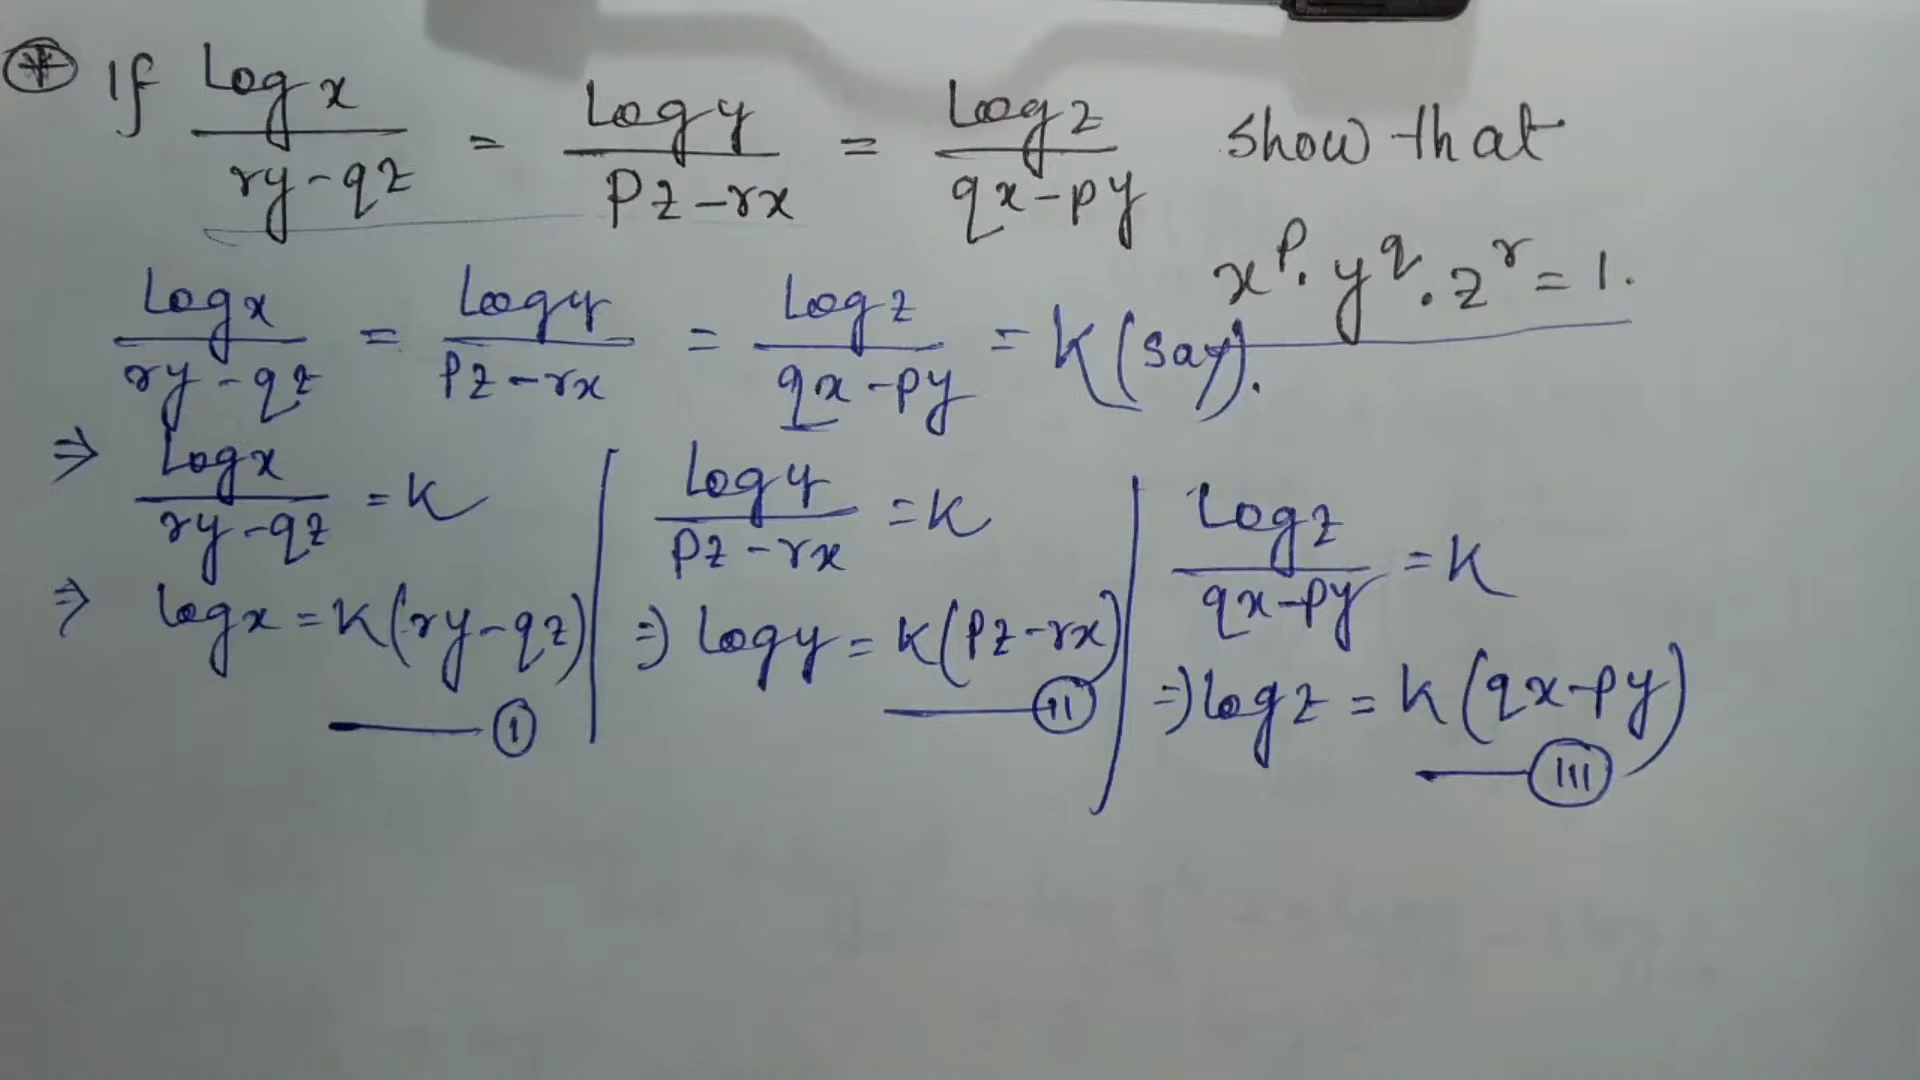 * If Log x / ry-qz = Log y / pz-rx = Log z / qx-py show that
x^p . y^q . z^r = 1.
Log x / ry-qz = Log y / pz-rx = Log z / qx-py = K (say).
⇒ Log x / ry-qz = K | Log y / pz-rx = K | Log z / qx-py = K
⇒ log x = K(ry-qz) | ⇒ log y = K(pz-rx) | ⇒ log z = K(qx-py)
—— I —— II —— III